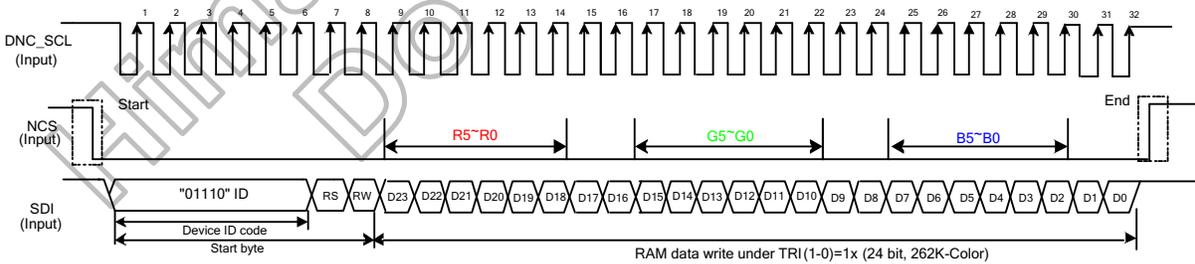 1 2 3 4 5 6 7 8 9 10 11 12 13 14 15 16 17 18 19 20 21 22 23 24 25 26 27 28 29 30 31 32
DNC_SCL
(Input)
Start
End
NCS
(Input)
R5~R0
G5~G0
B5~B0
SDI
(Input)
"01110" ID
RS RW D23 D22 D21 D20 D19 D18 D17 D16 D15 D14 D13 D12 D11 D10 D9 D8 D7 D6 D5 D4 D3 D2 D1 D0
Device ID code
Start byte
RAM data write under TRI(1-0)=1x (24 bit, 262K-Color)
Do